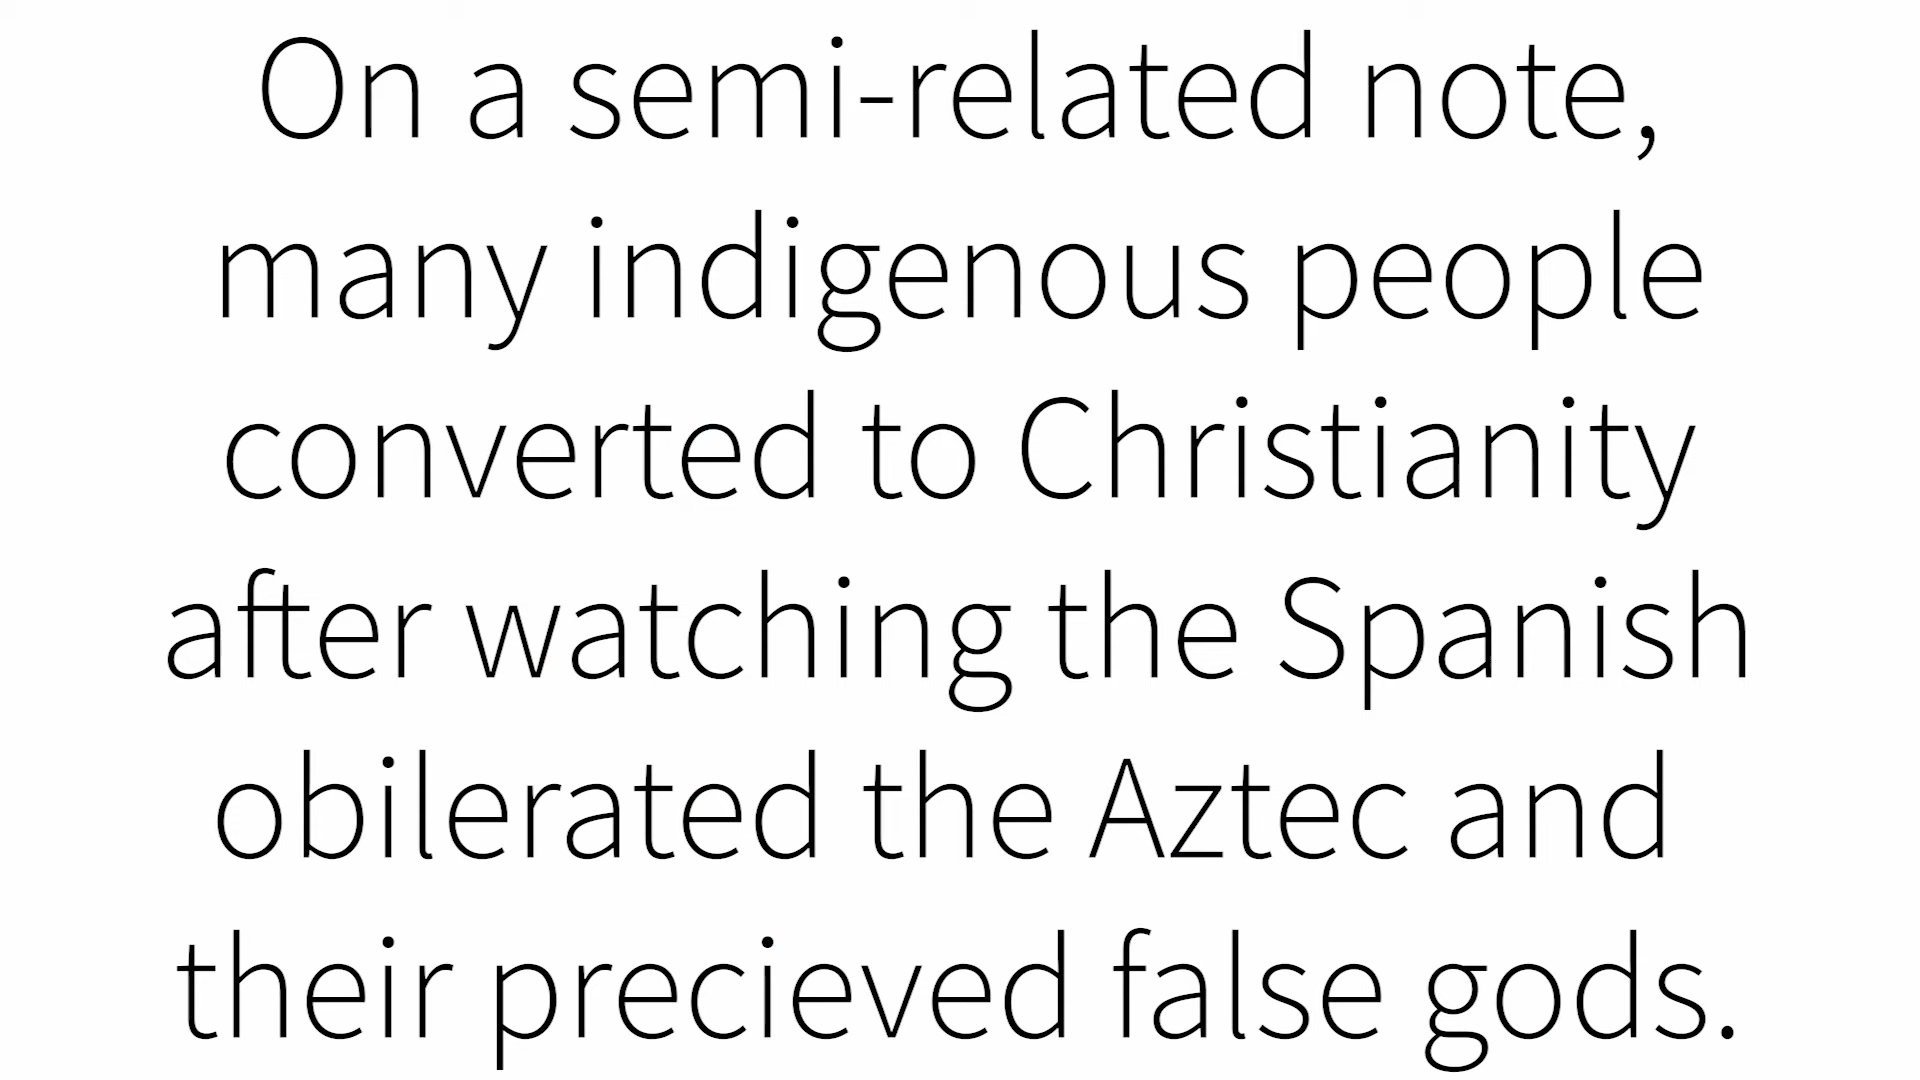 On a semi-related note,
many indigenous people
converted to Christianity
after watching the Spanish
obilerated the Aztec and
their precieved false gods.